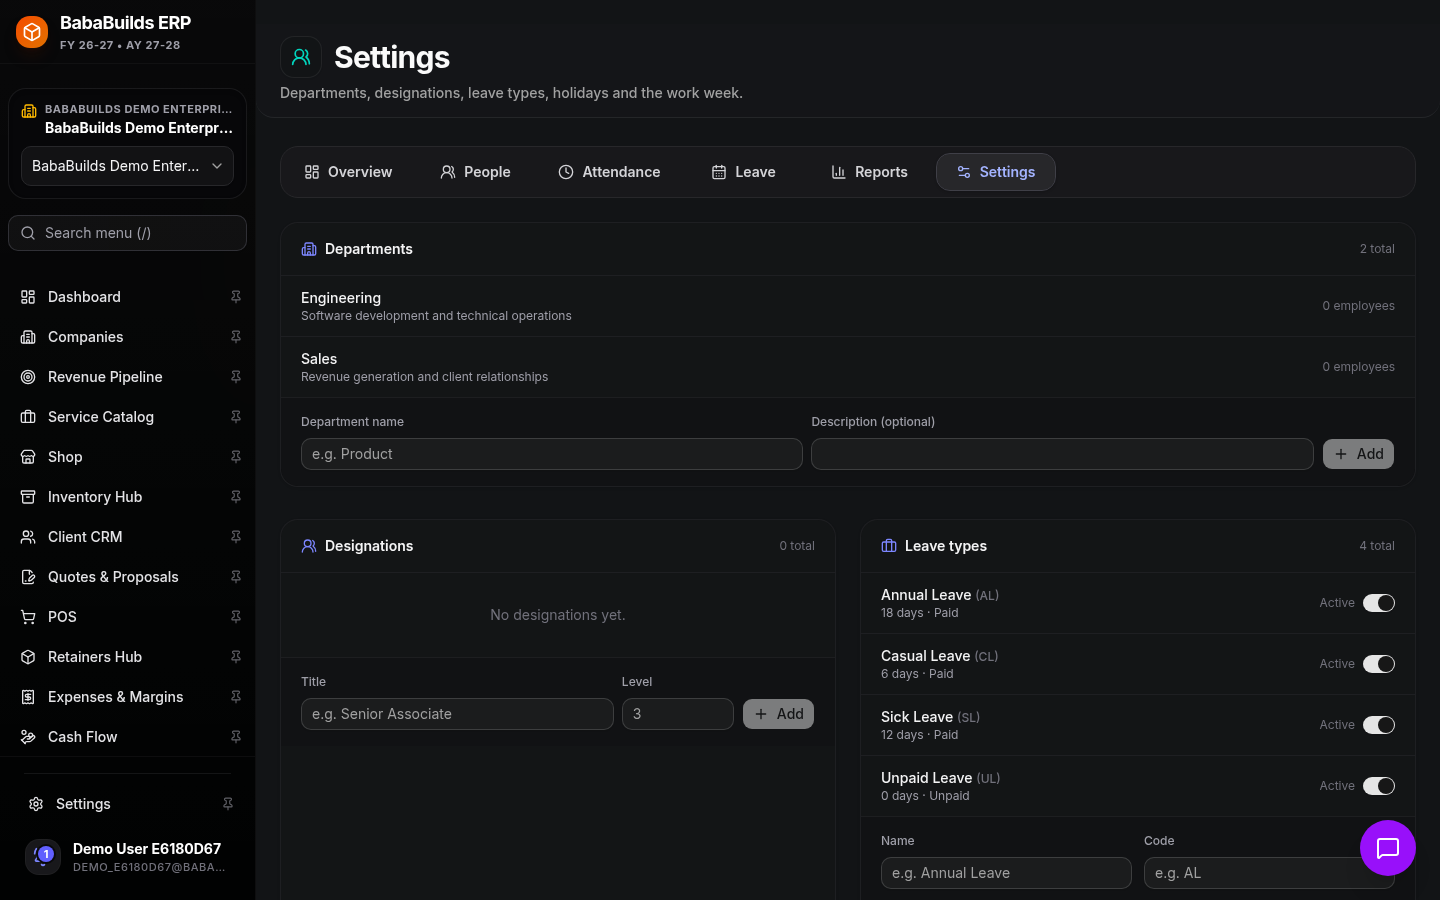 BabaBuilds ERP
FY 26-27 • AY 27-28
BABABUILDS DEMO ENTERPRI...
BabaBuilds Demo Enterpr...
BabaBuilds Demo Enter...
Search menu (/)
Dashboard
Companies
Revenue Pipeline
Service Catalog
Shop
Inventory Hub
Client CRM
Quotes & Proposals
POS
Retainers Hub
Expenses & Margins
Cash Flow
Settings
1
Demo User E6180D67
DEMO_E6180D67@BABA...
Settings
Departments, designations, leave types, holidays and the work week.
Overview
People
Attendance
Leave
Reports
Settings
Departments
2 total
Engineering
Software development and technical operations
0 employees
Sales
Revenue generation and client relationships
0 employees
Department name
Description (optional)
e.g. Product
Add
Designations
0 total
No designations yet.
Title
Level
e.g. Senior Associate
3
Add
Leave types
4 total
Annual Leave (AL)
18 days · Paid
Active
Casual Leave (CL)
6 days · Paid
Active
Sick Leave (SL)
12 days · Paid
Active
Unpaid Leave (UL)
0 days · Unpaid
Active
Name
Code
e.g. Annual Leave
e.g. AL